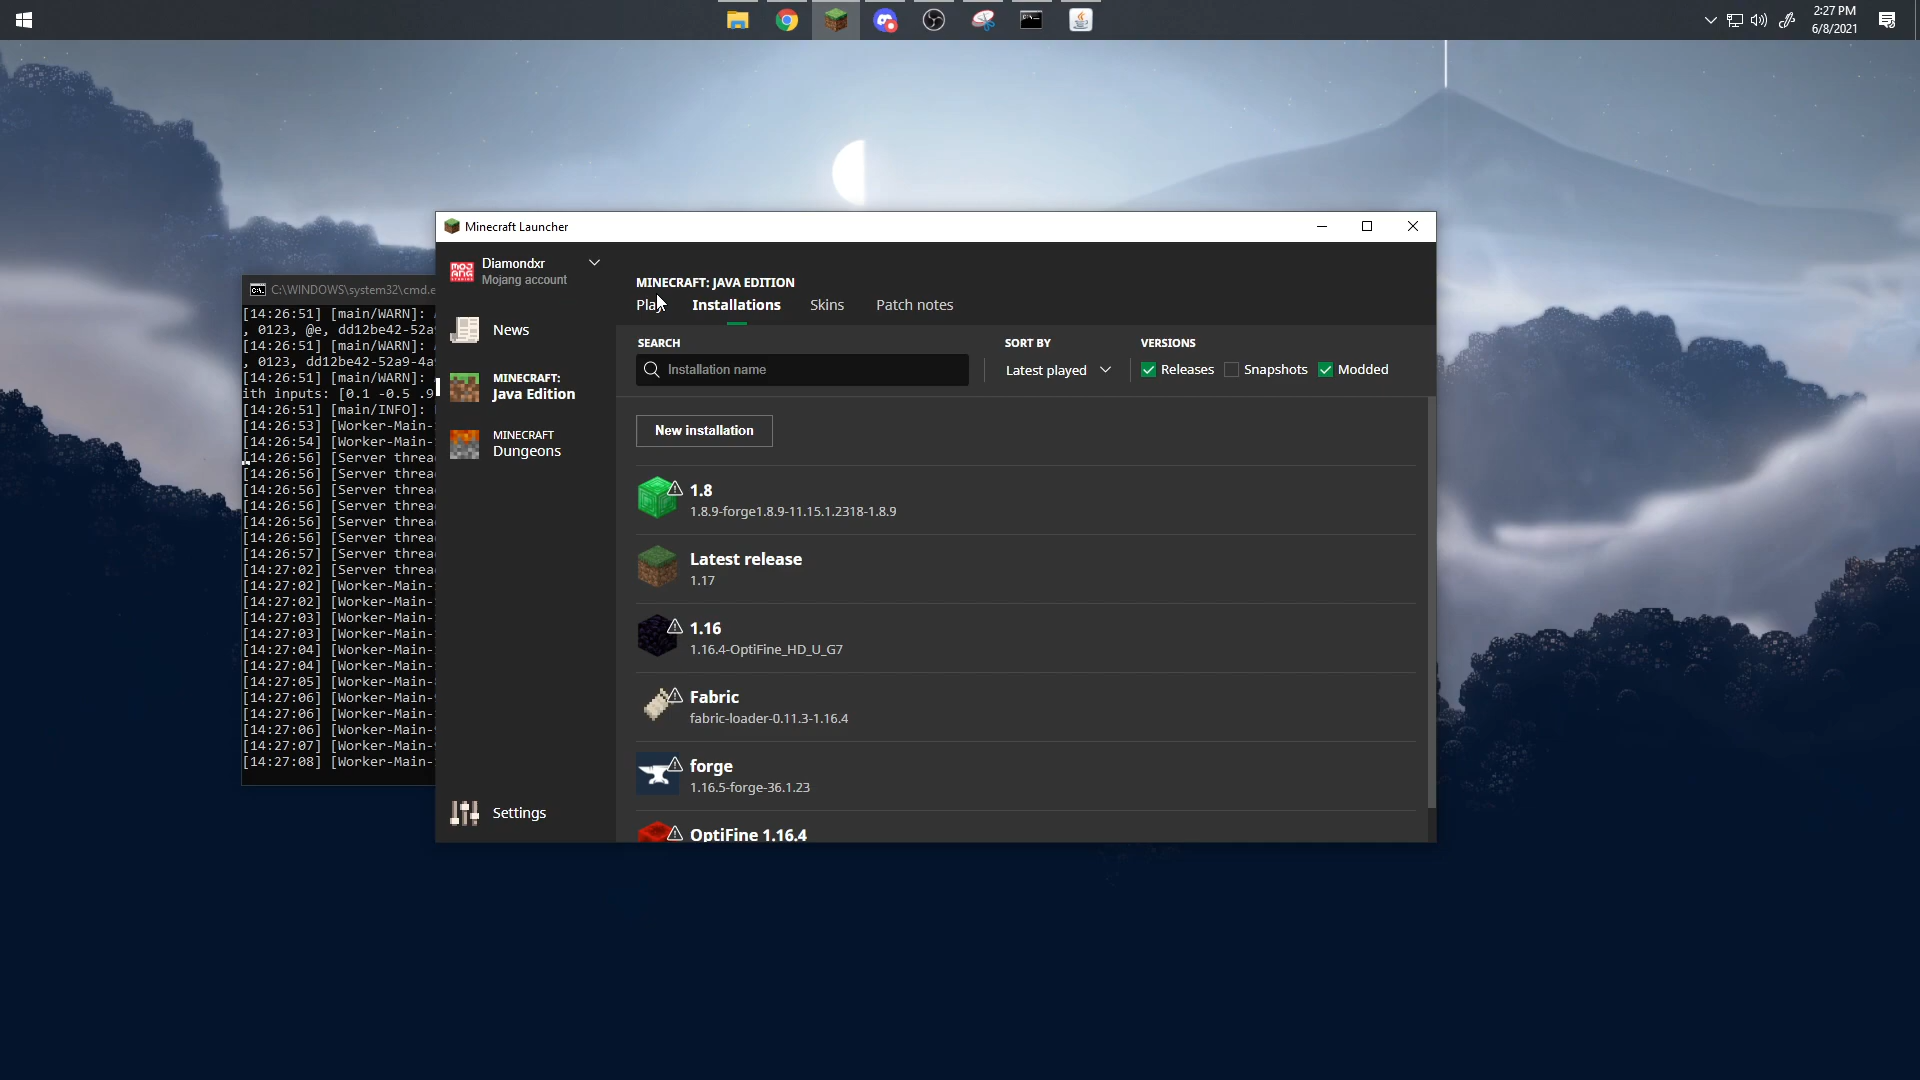 2:27 PM
6/8/2021
Minecraft Launcher
Diamondxr
Mojang account
News
MINECRAFT:
Java Edition
MINECRAFT
Dungeons
Settings
MINECRAFT: JAVA EDITION
Play Installations Skins Patch notes
SEARCH SORT BY VERSIONS
Installation name Latest played Releases Snapshots Modded
New installation
1.8
1.8.9-forge1.8.9-11.15.1.2318-1.8.9
Latest release
1.17
1.16
1.16.4-OptiFine_HD_U_G7
Fabric
fabric-loader-0.11.3-1.16.4
forge
1.16.5-forge-36.1.23
OptiFine 1.16.4
C:\WINDOWS\system32\cmd.e
[14:26:51] [main/WARN]:
, 0123, @e, dd12be42-52a9
[14:26:51] [main/WARN]:
, 0123, dd12be42-52a9-4a9
[14:26:51] [main/WARN]:
ith inputs: [0.1 -0.5 .9
[14:26:51] [main/INFO]:
[14:26:53] [Worker-Main-
[14:26:54] [Worker-Main-
[14:26:56] [Server threa
[14:26:56] [Server threa
[14:26:56] [Server threa
[14:26:56] [Server threa
[14:26:56] [Server threa
[14:26:56] [Server threa
[14:26:57] [Server threa
[14:27:02] [Server threa
[14:27:02] [Worker-Main-
[14:27:02] [Worker-Main-
[14:27:03] [Worker-Main-
[14:27:03] [Worker-Main-
[14:27:04] [Worker-Main-
[14:27:04] [Worker-Main-
[14:27:05] [Worker-Main-
[14:27:06] [Worker-Main-
[14:27:06] [Worker-Main-
[14:27:06] [Worker-Main-
[14:27:07] [Worker-Main-
[14:27:08] [Worker-Main-